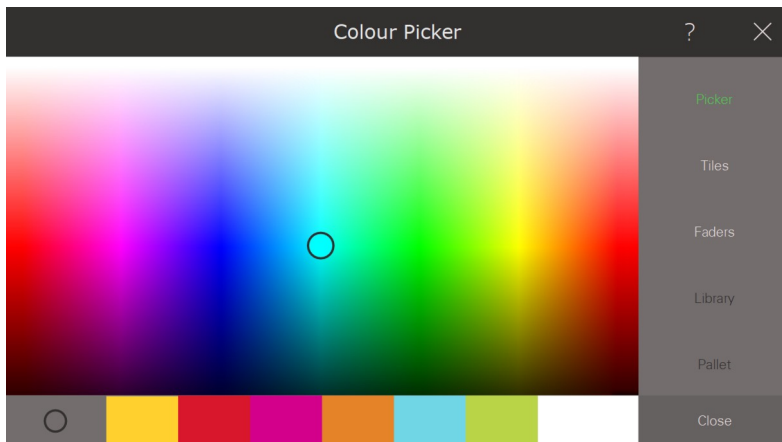 Colour Picker ?
Picker
Tiles
Faders
Library
Pallet
Close